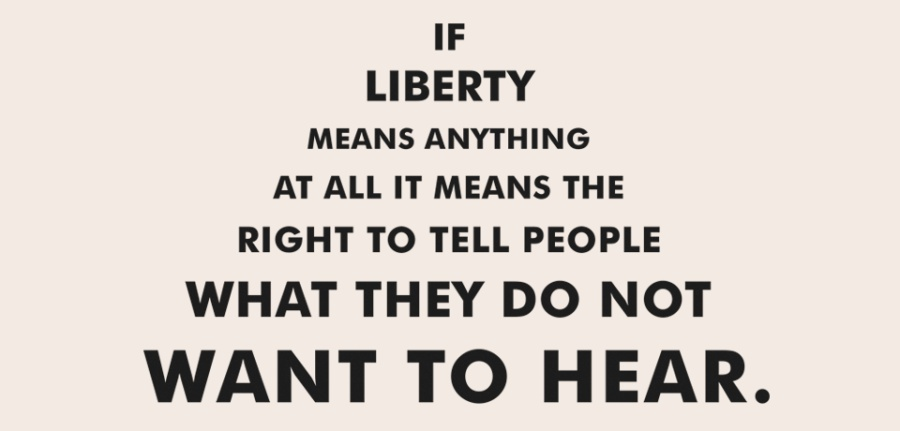 IF
LIBERTY
MEANS ANYTHING
AT ALL IT MEANS THE
RIGHT TO TELL PEOPLE
WHAT THEY DO NOT
WANT TO HEAR.